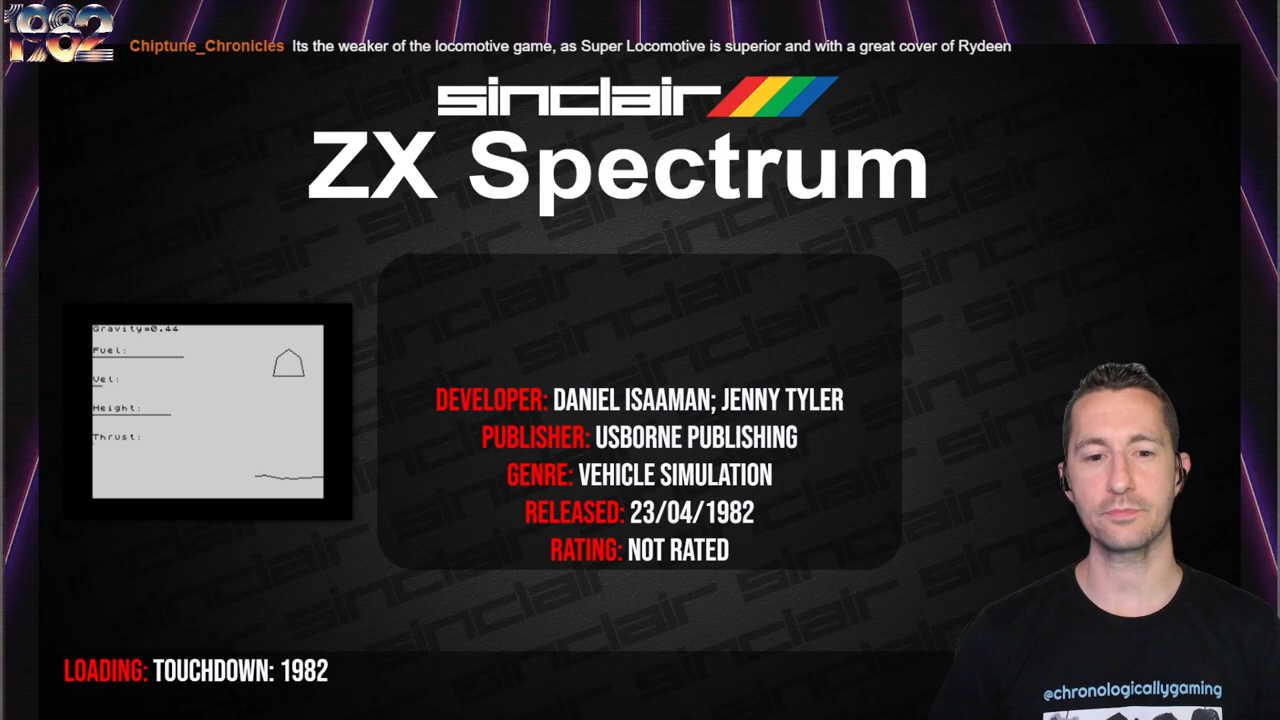 1982
Chiptune_Chronicles Its the weaker of the locomotive game, as Super Locomotive is superior and with a great cover of Rydeen
sinclair
ZX Spectrum
Gravity=0.44
Fuel:
Vel:
Height:
Thrust:
DEVELOPER: DANIEL ISAAMAN; JENNY TYLER
PUBLISHER: USBORNE PUBLISHING
GENRE: VEHICLE SIMULATION
RELEASED: 23/04/1982
RATING: NOT RATED
LOADING: TOUCHDOWN: 1982
@chronologicallygaming